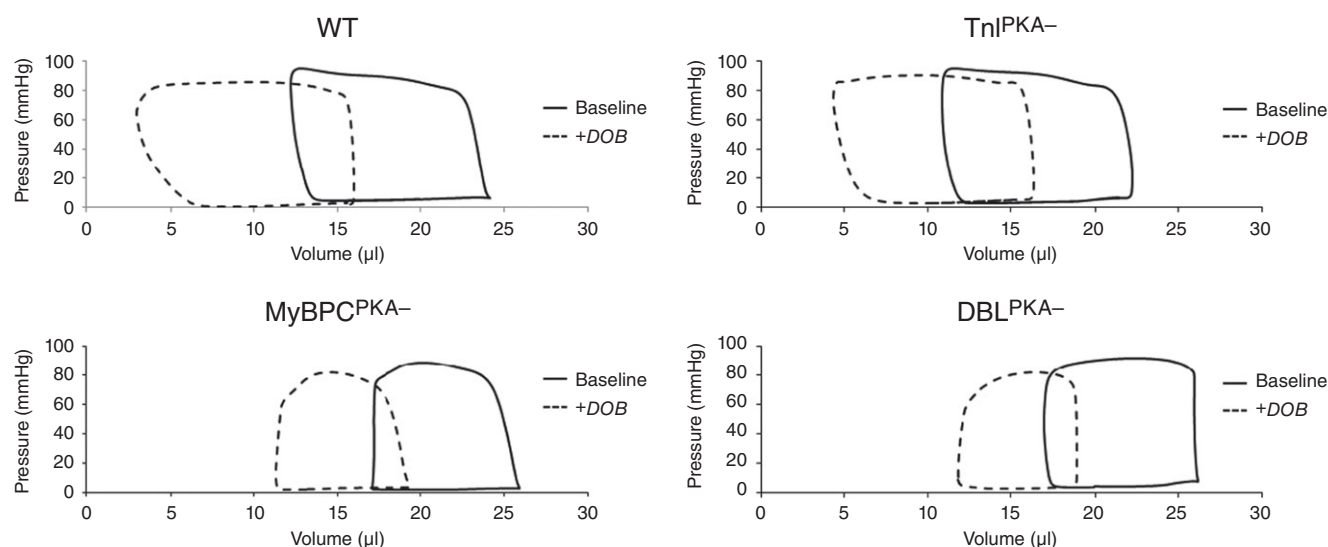 WT
Pressure (mmHg)
100
80
60
40
20
0
0 5 10 15 20 25 30
Volume (µl)
Baseline
+DOB
TnIPKA–
Pressure (mmHg)
100
80
60
40
20
0
0 5 10 15 20 25 30
Volume (µl)
Baseline
+DOB
MyBPCPKA–
Pressure (mmHg)
100
80
60
40
20
0
0 5 10 15 20 25 30
Volume (µl)
Baseline
+DOB
DBLPKA–
Pressure (mmHg)
100
80
60
40
20
0
0 5 10 15 20 25 30
Volume (µl)
Baseline
+DOB